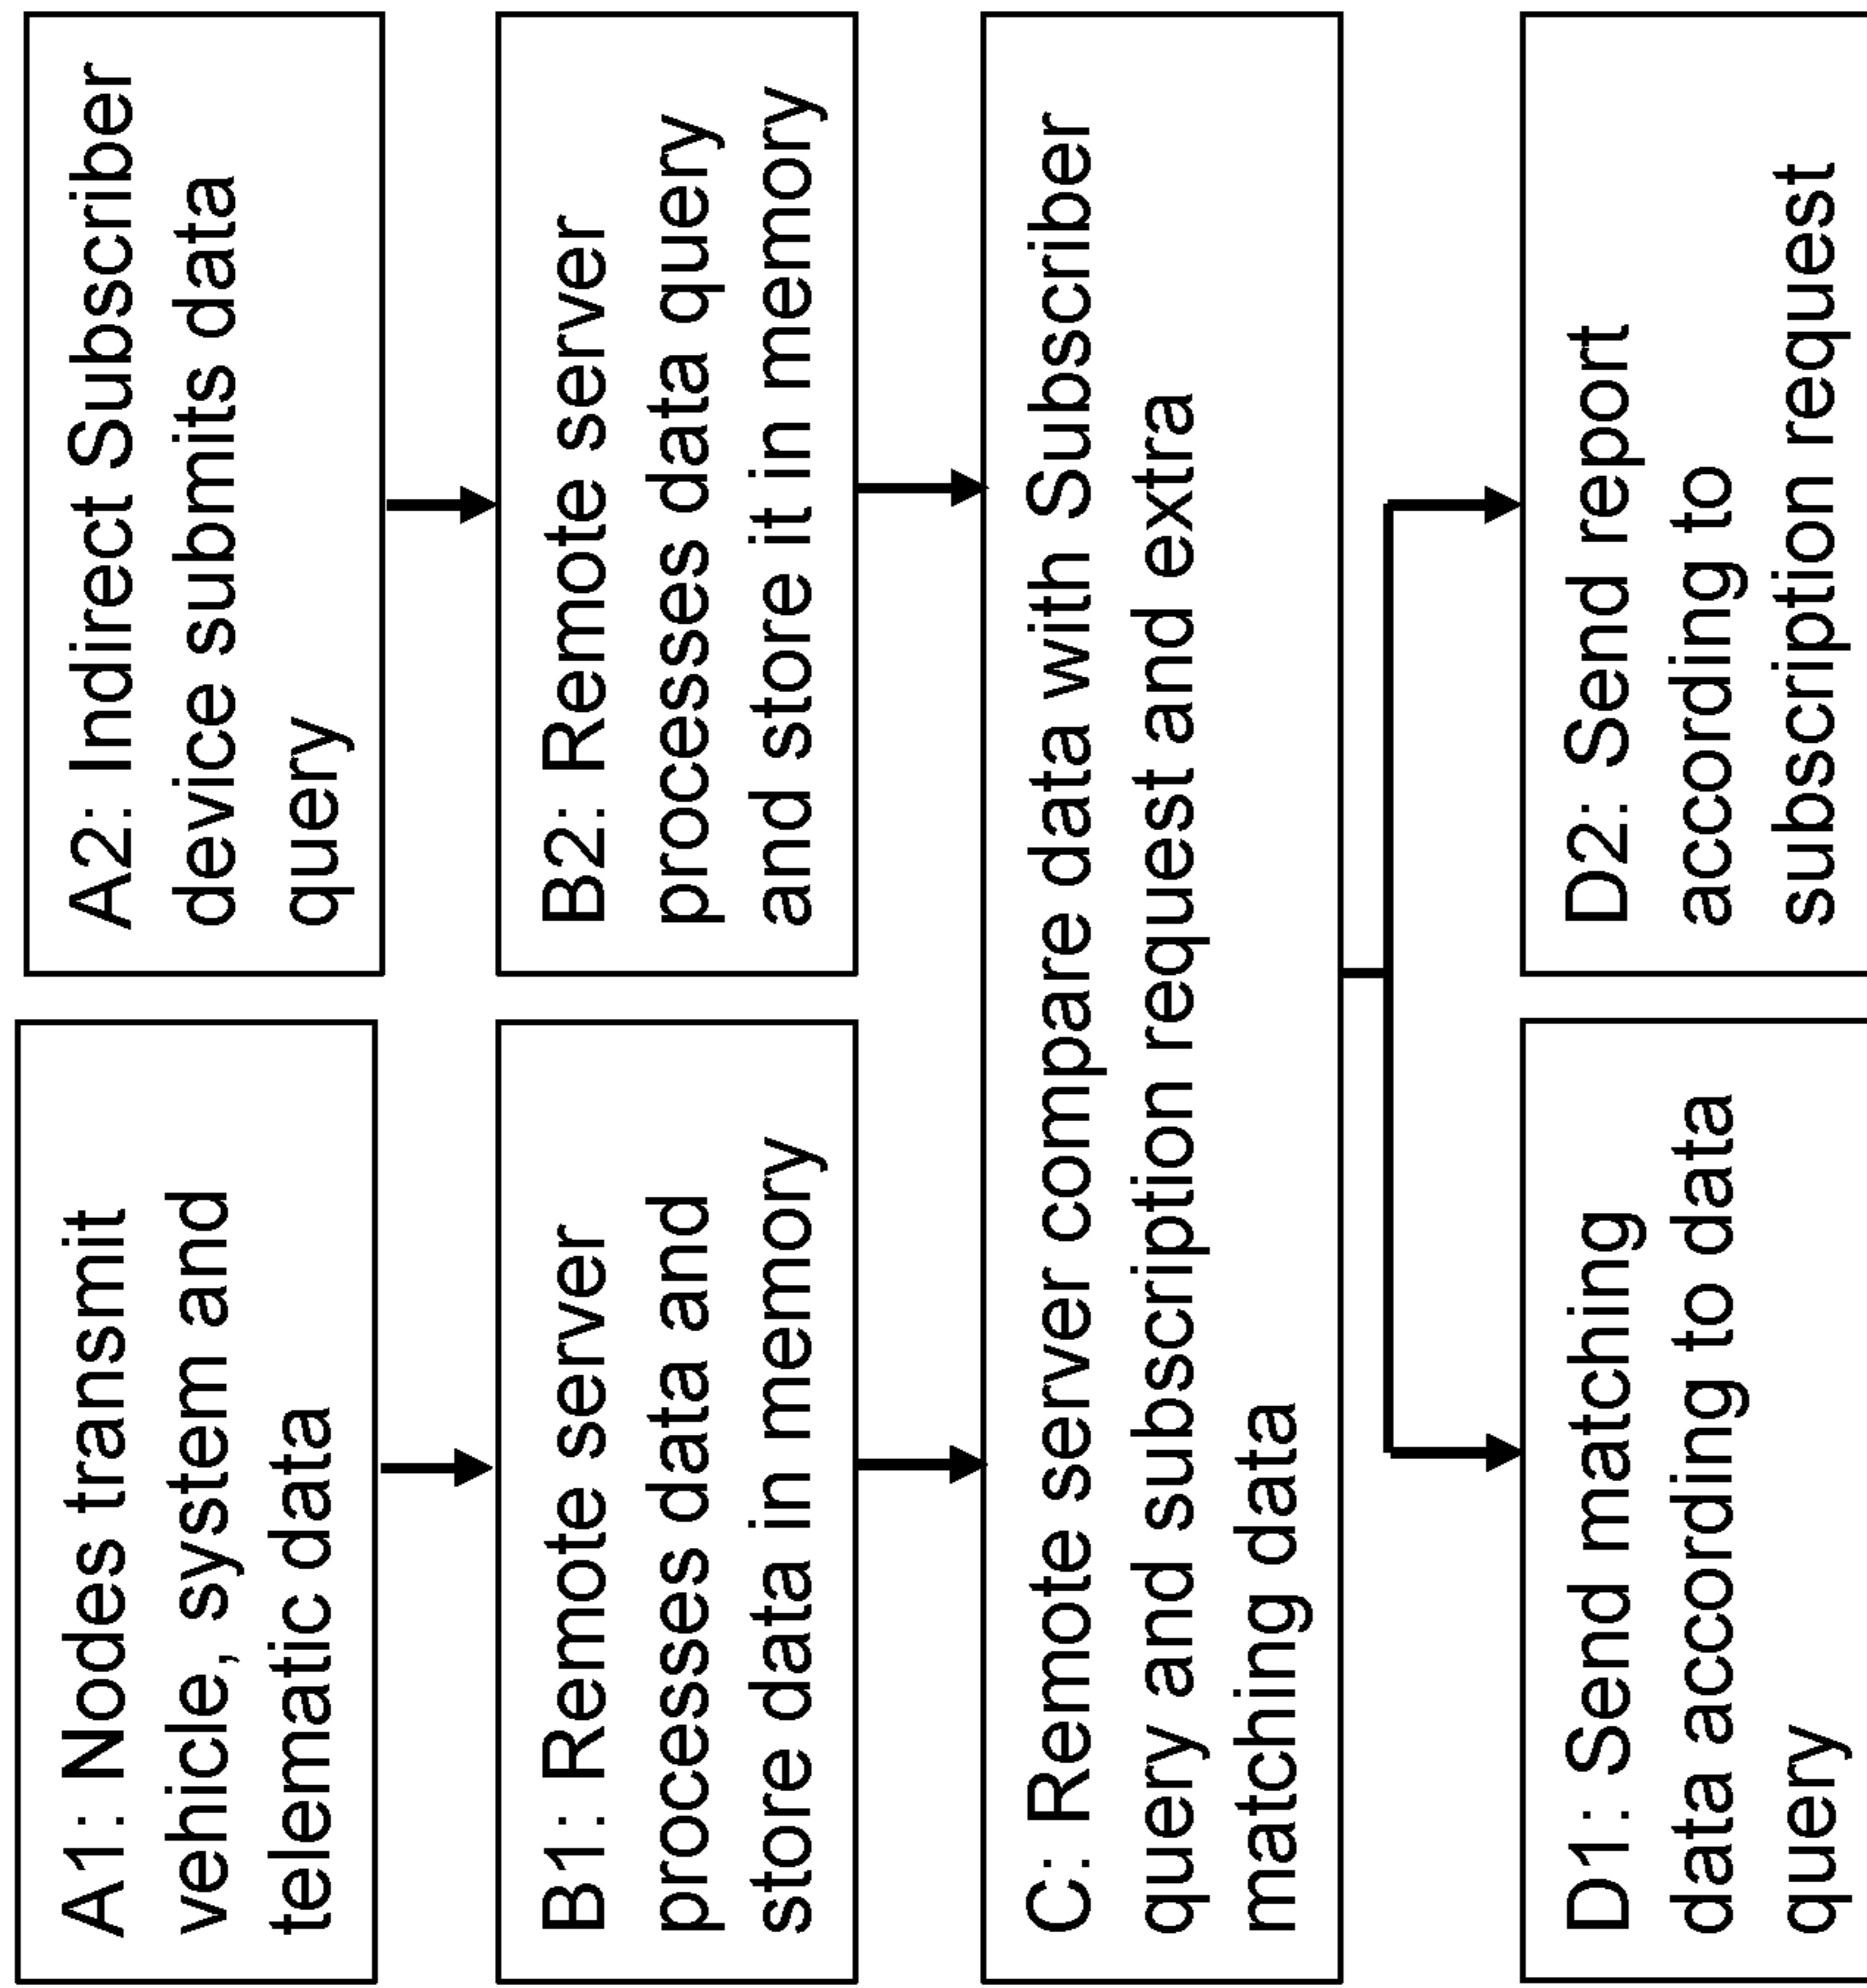 A1: Nodes transmit
vehicle, system and
telematic data
A2: Indirect Subscriber
device submits data
query
B1: Remote server
processes data and
store data in memory
B2: Remote server
processes data query
and store it in memory
C: Remote server compare data with Subscriber
query and subscription request and extra
matching data
D1: Send matching
data according to data
query
D2: Send report
according to
subscription request